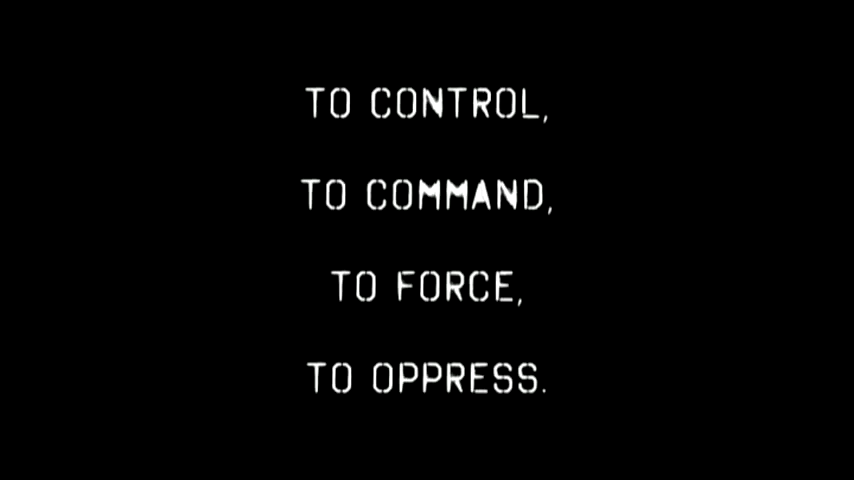 TO CONTROL,
TO COMMAND,
TO FORCE,
TO OPPRESS.